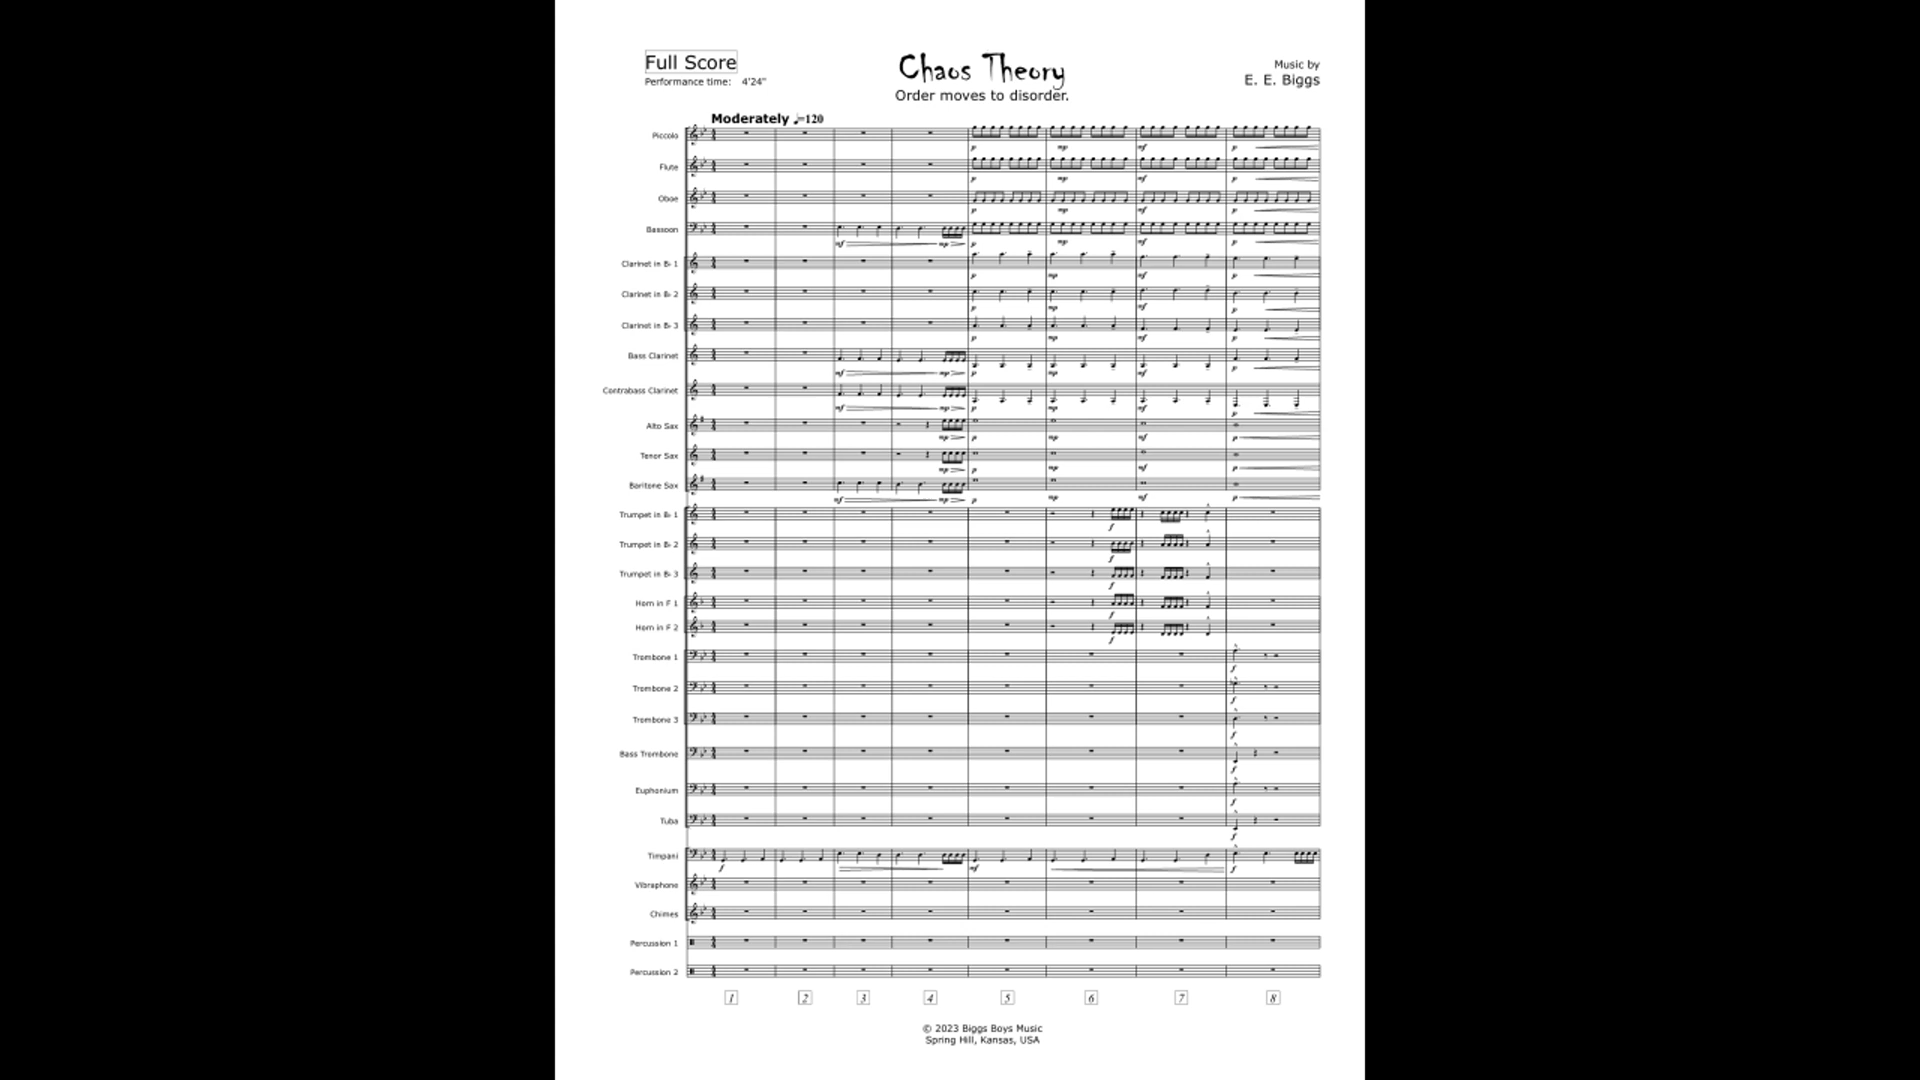 Full Score
Performance time: 4'24"
Chaos Theory
Order moves to disorder.
Music by
E. E. Biggs
Moderately ♩=120
Piccolo
Flute
Oboe
Bassoon
Clarinet in B♭ 1
Clarinet in B♭ 2
Clarinet in B♭ 3
Bass Clarinet
Contrabass Clarinet
Alto Sax
Tenor Sax
Baritone Sax
Trumpet in B♭ 1
Trumpet in B♭ 2
Trumpet in B♭ 3
Horn in F 1
Horn in F 2
Trombone 1
Trombone 2
Trombone 3
Bass Trombone
Euphonium
Tuba
Timpani
Vibraphone
Chimes
Percussion 1
Percussion 2
1 2 3 4 5 6 7 8
© 2023 Biggs Boys Music
Spring Hill, Kansas, USA